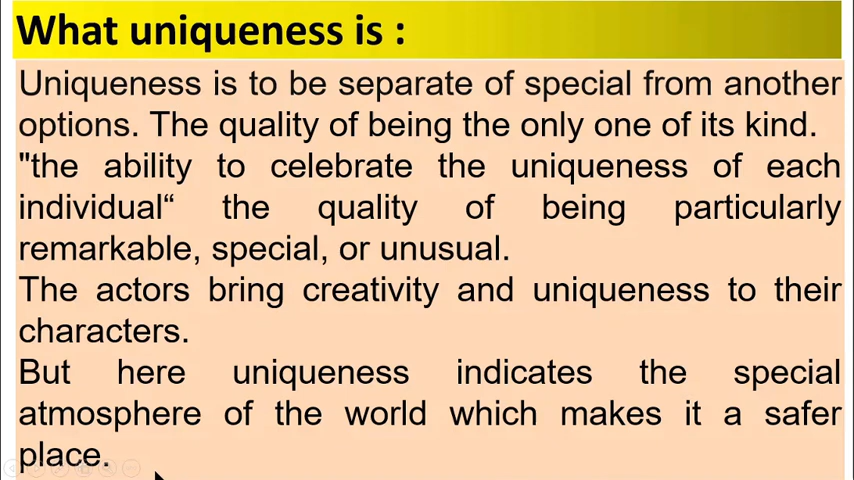 What uniqueness is :
Uniqueness is to be separate of special from another
options. The quality of being the only one of its kind.
"the ability to celebrate the uniqueness of each
individual“ the quality of being particularly
remarkable, special, or unusual.
The actors bring creativity and uniqueness to their
characters.
But here uniqueness indicates the special
atmosphere of the world which makes it a safer
place.